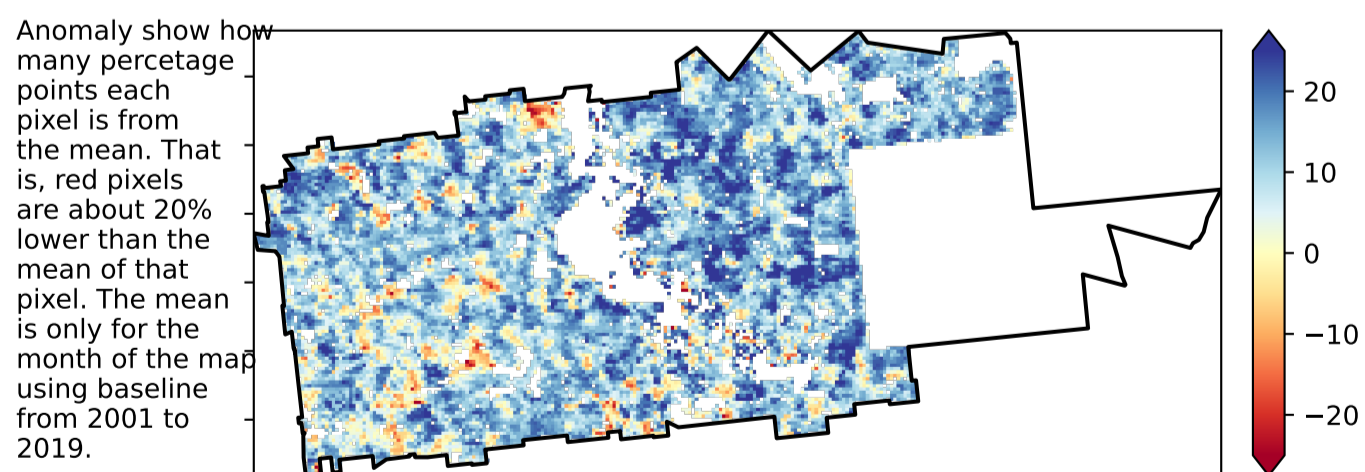 Anomaly show how
many percetage
points each
pixel is from
the mean. That
is, red pixels
are about 20%
lower than the
mean of that
pixel. The mean
is only for the
month of the map
using baseline
from 2001 to
2019.
20
10
0
−10
−20